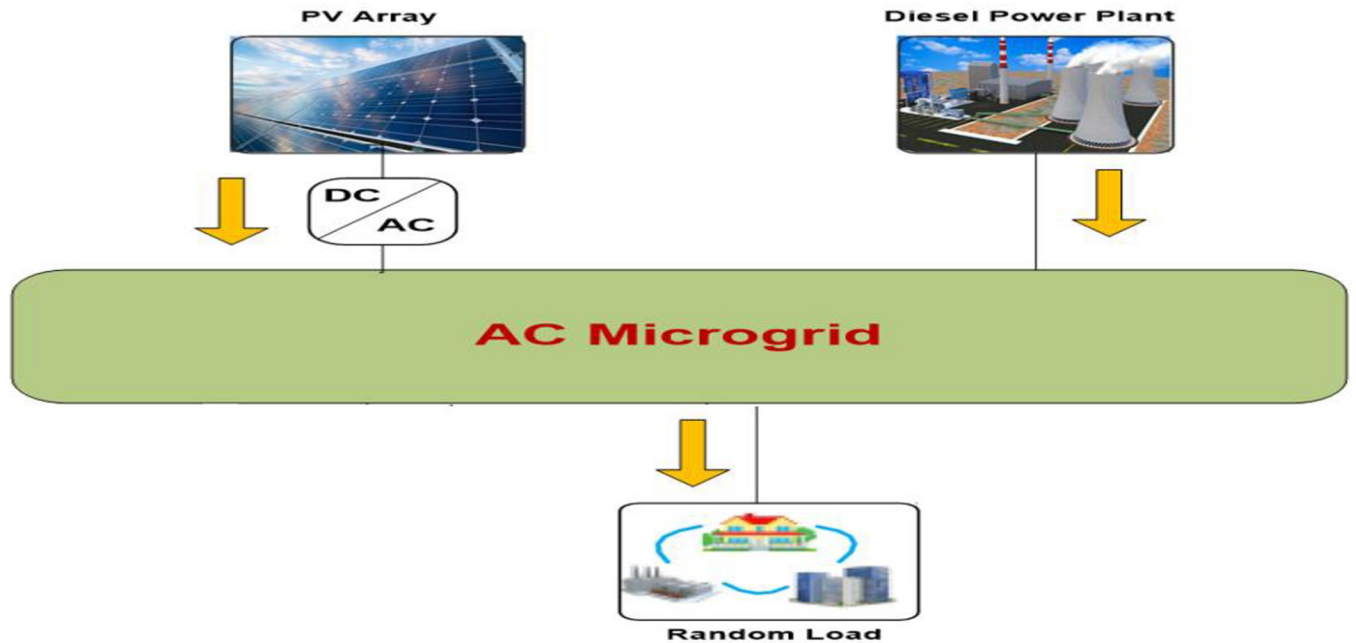 PV Array
Diesel Power Plant
DC
AC
AC Microgrid
Random Load